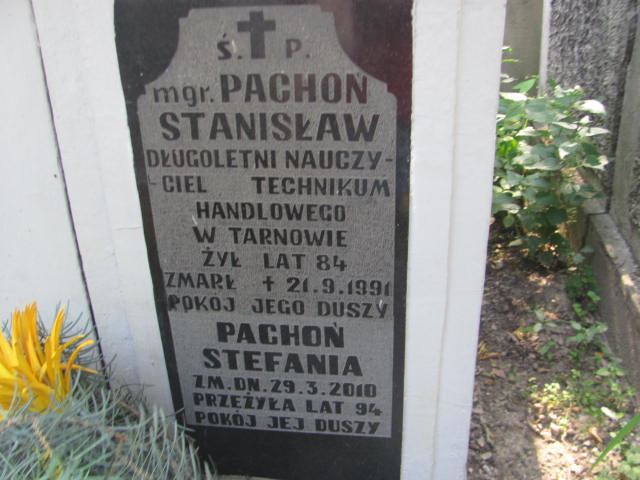 Ś. P.
mgr. PACHOŃ
STANISŁAW
DŁUGOLETNI NAUCZY-
-CIEL TECHNIKUM
HANDLOWEGO
W TARNOWIE
ŻYŁ LAT 84
ZMARŁ + 21.9.1991
POKÓJ JEGO DUSZY
PACHOŃ
STEFANIA
ZM.DN.29.3.2010
PRZEŻYŁA LAT 94
POKÓJ JEJ DUSZY